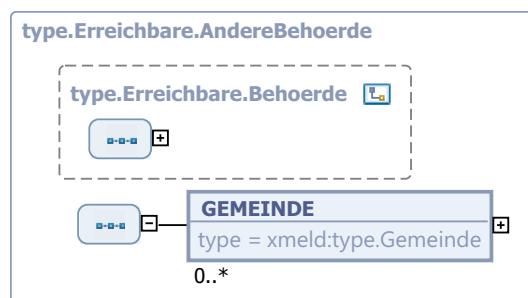 type.Erreichbare.AndereBehoerde
type.Erreichbare.Behoerde
GEMEINDE
type = xmeld:type.Gemeinde
0..*